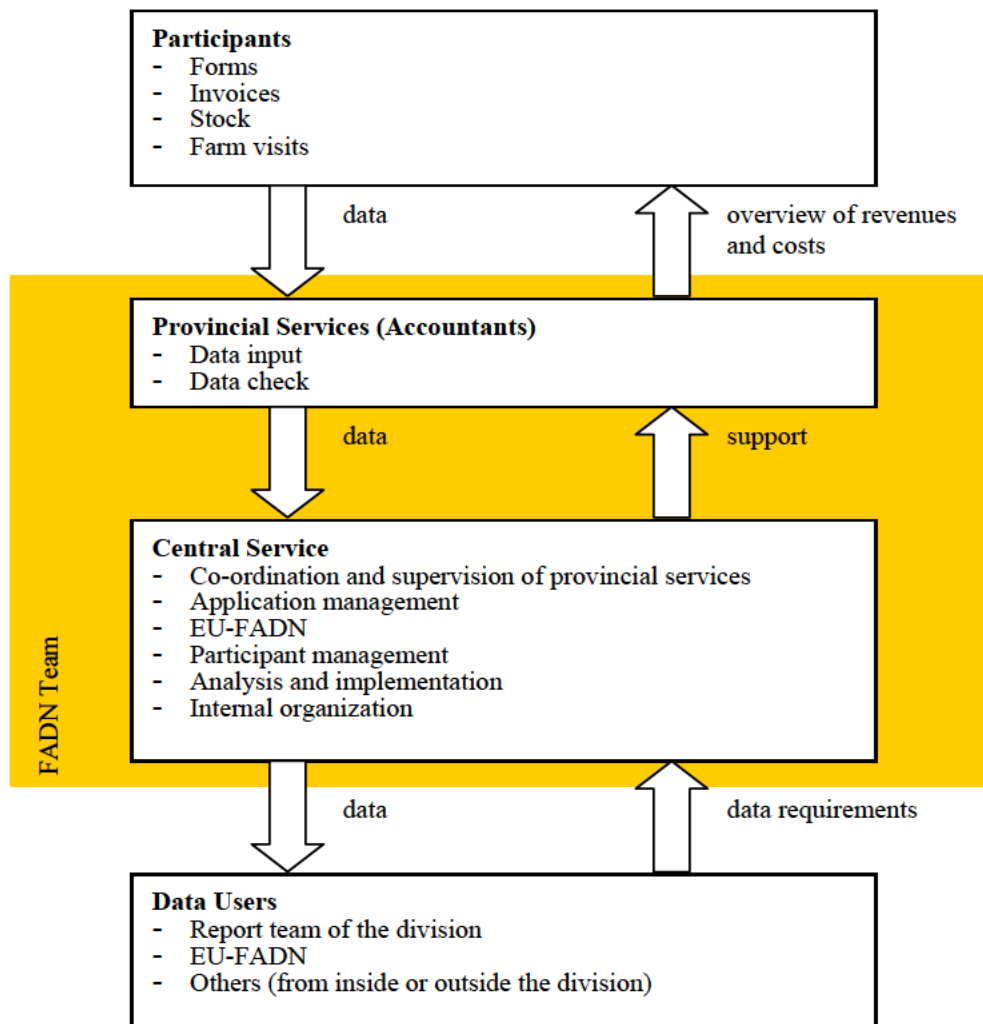 Participants
- Forms
- Invoices
- Stock
- Farm visits
data
overview of revenues
and costs
Provincial Services (Accountants)
- Data input
- Data check
data
support
Central Service
- Co-ordination and supervision of provincial services
- Application management
- EU-FADN
- Participant management
- Analysis and implementation
- Internal organization
FADN Team
data
data requirements
Data Users
- Report team of the division
- EU-FADN
- Others (from inside or outside the division)